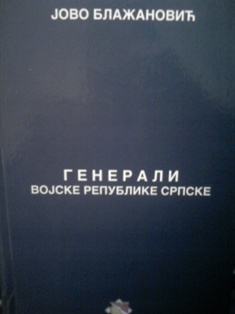 ЈОВО БЛАЖАНОВИЋ
ГЕНЕРАЛИ
ВОЈСКЕ РЕПУБЛИКЕ СРПСКЕ